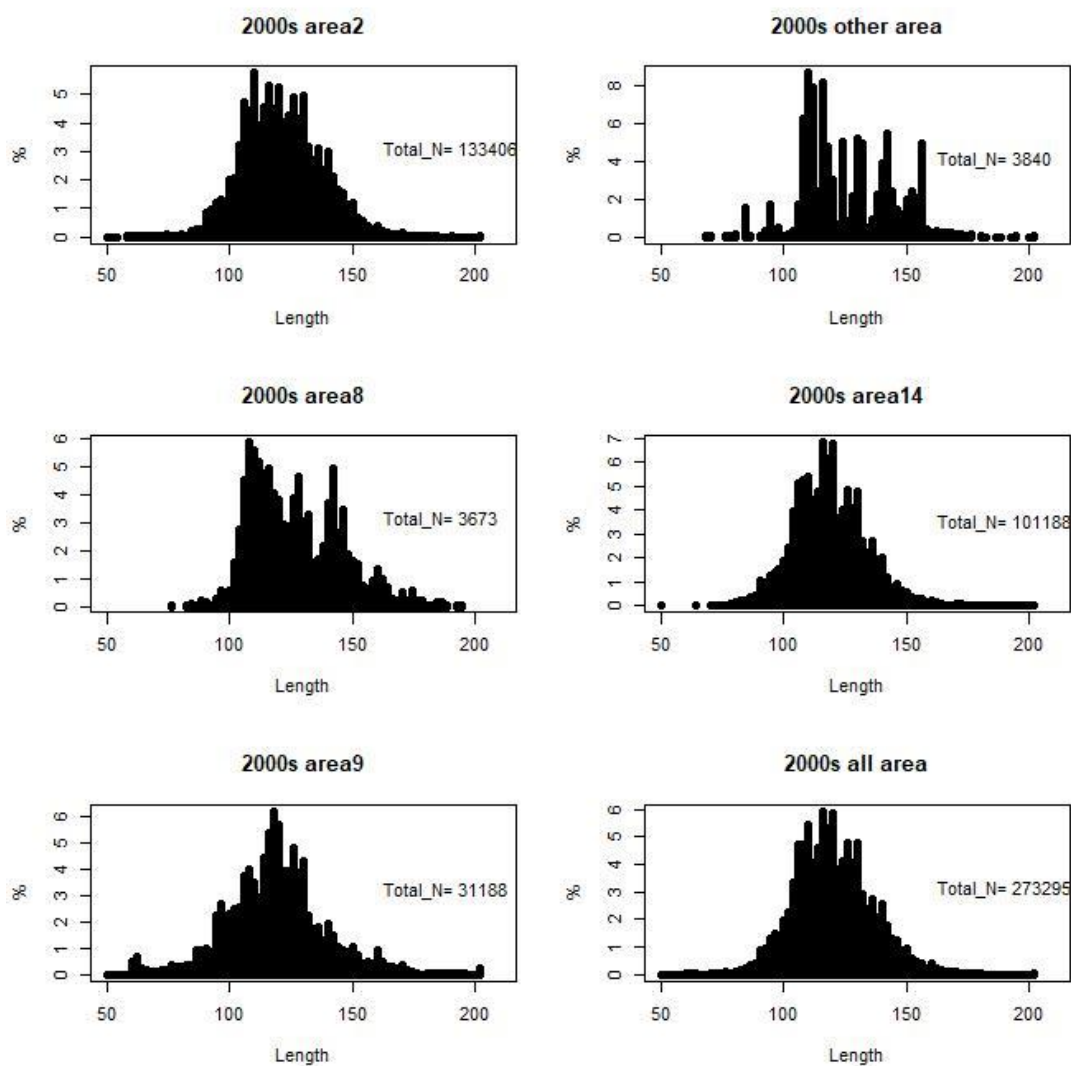 2000s area2
%
0 1 2 3 4 5
Total_N= 133406
50 100 150 200
Length
2000s other area
%
0 2 4 6 8
Total_N= 3840
50 100 150 200
Length
2000s area8
%
0 1 2 3 4 5 6
Total_N= 3673
50 100 150 200
Length
2000s area14
%
0 1 2 3 4 5 6 7
Total_N= 101188
50 100 150 200
Length
2000s area9
%
0 1 2 3 4 5 6
Total_N= 31188
50 100 150 200
Length
2000s all area
%
0 1 2 3 4 5 6
Total_N= 273295
50 100 150 200
Length